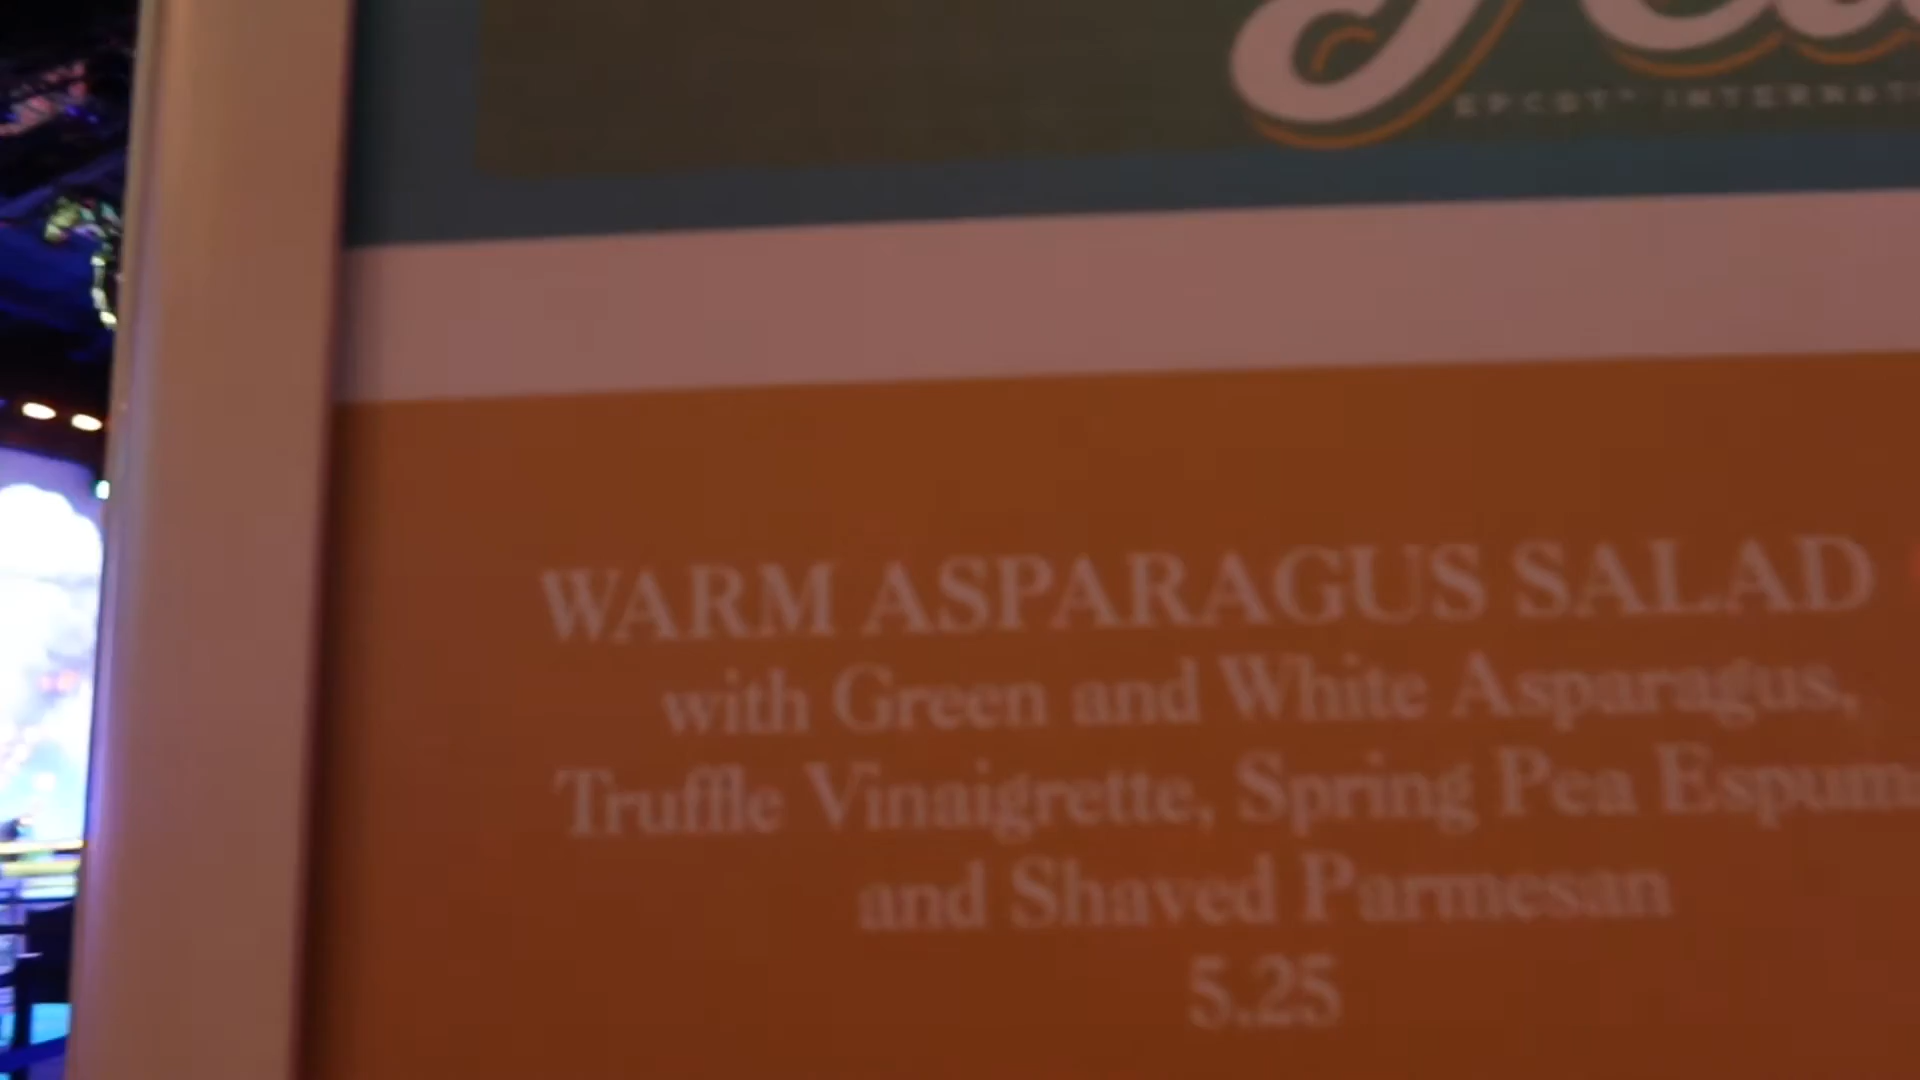 EPCOT INTERNAT
WARM ASPARAGUS SALAD
with Green and White Asparagus,
Truffle Vinaigrette, Spring Pea Espum
and Shaved Parmesan
5.25